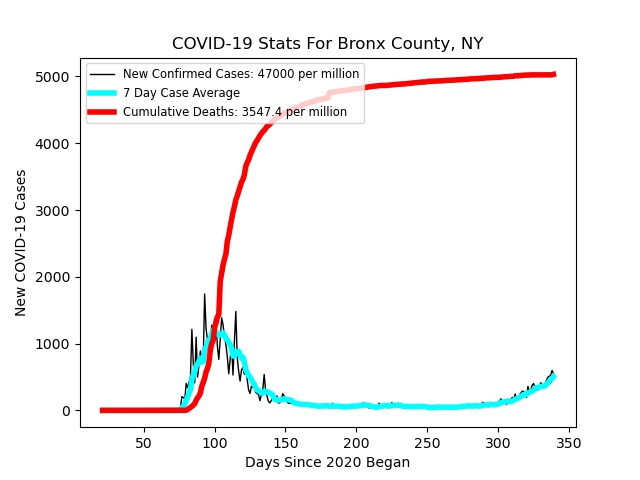 COVID-19 Stats For Bronx County, NY
New Confirmed Cases: 47000 per million
7 Day Case Average
Cumulative Deaths: 3547.4 per million
New COVID-19 Cases
5000
4000
3000
2000
1000
0
50 100 150 200 250 300 350
Days Since 2020 Began